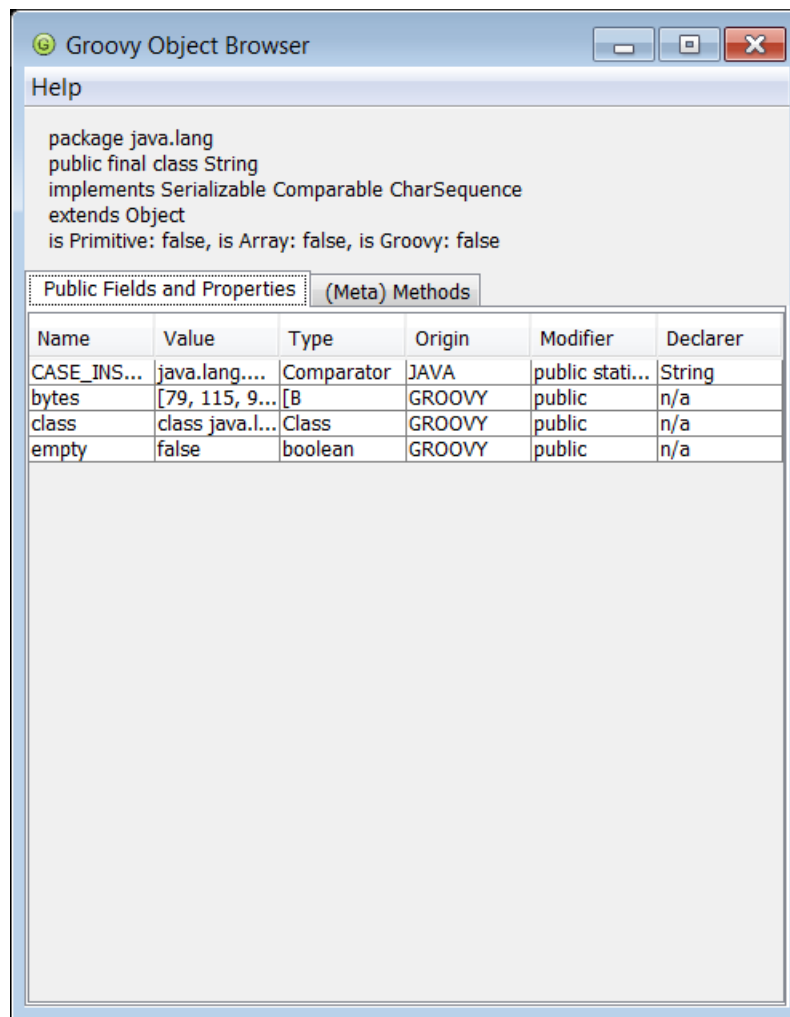 G Groovy Object Browser
Help
package java.lang
public final class String
implements Serializable Comparable CharSequence
extends Object
is Primitive: false, is Array: false, is Groovy: false
Public Fields and Properties (Meta) Methods
Name Value Type Origin Modifier Declarer
CASE_INS... java.lang.... Comparator JAVA public stati... String
bytes [79, 115, 9... [B GROOVY public n/a
class class java.l... Class GROOVY public n/a
empty false boolean GROOVY public n/a